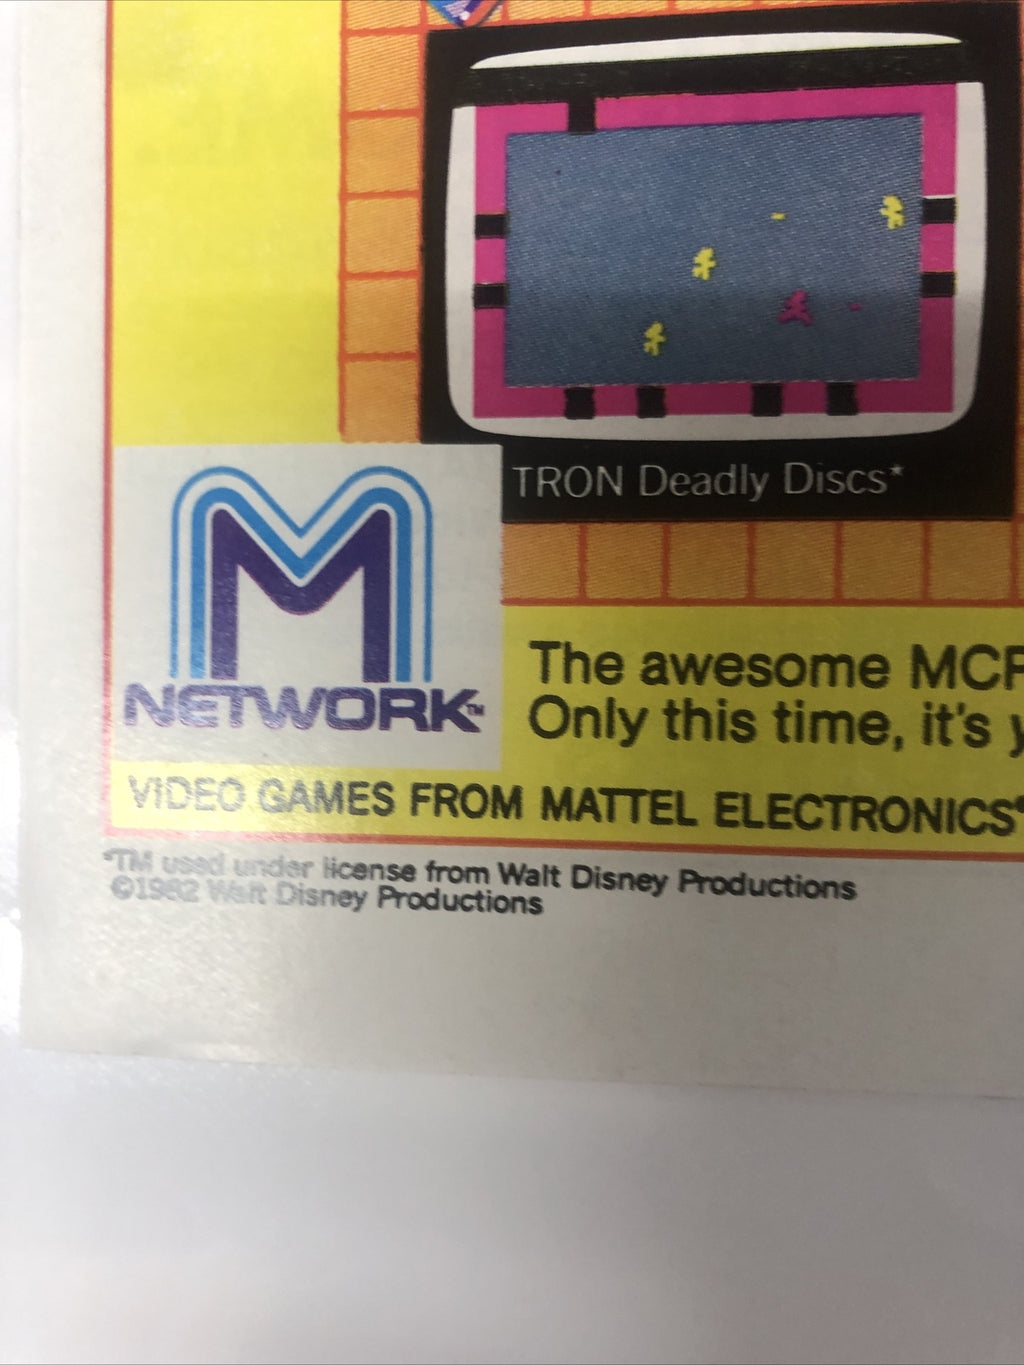 TRON Deadly Discs*
M
NETWORK™
The awesome MCP
Only this time, it's
VIDEO GAMES FROM MATTEL ELECTRONICS®
*TM used under license from Walt Disney Productions
©1982 Walt Disney Productions